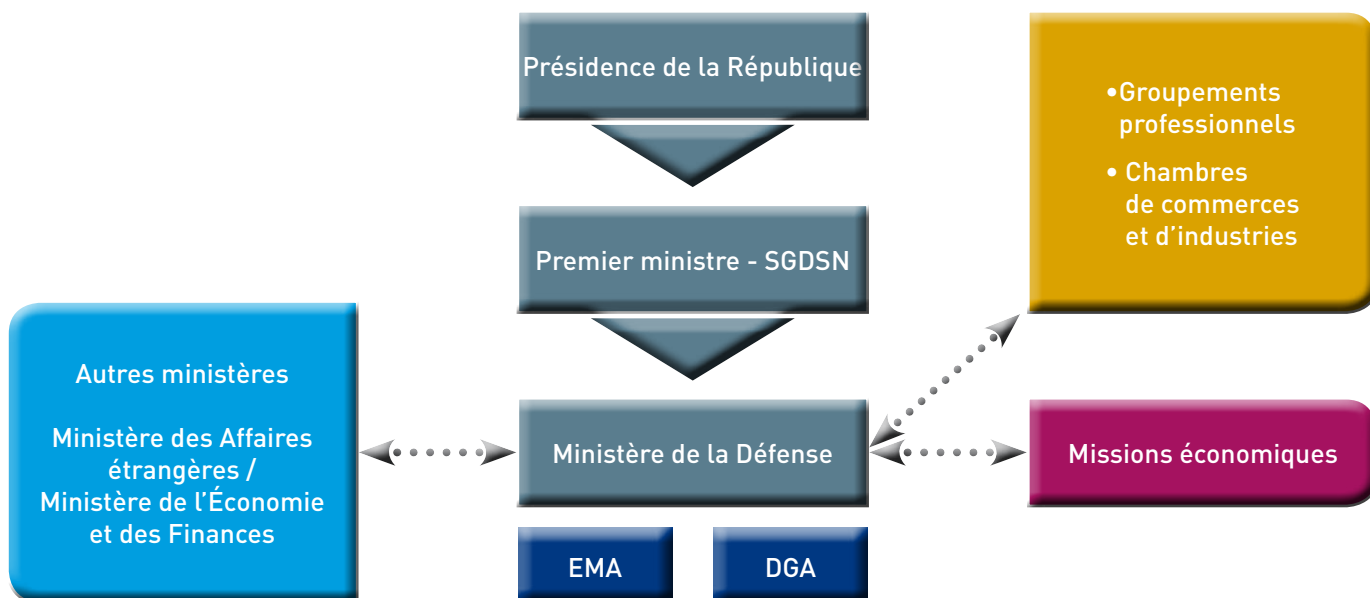 Présidence de la République
•Groupements
professionnels
• Chambres
de commerces
et d’industries
Premier ministre - SGDSN
Autres ministères
Ministère des Affaires
étrangères /
Ministère de l’Économie
et des Finances
Ministère de la Défense
Missions économiques
EMA
DGA